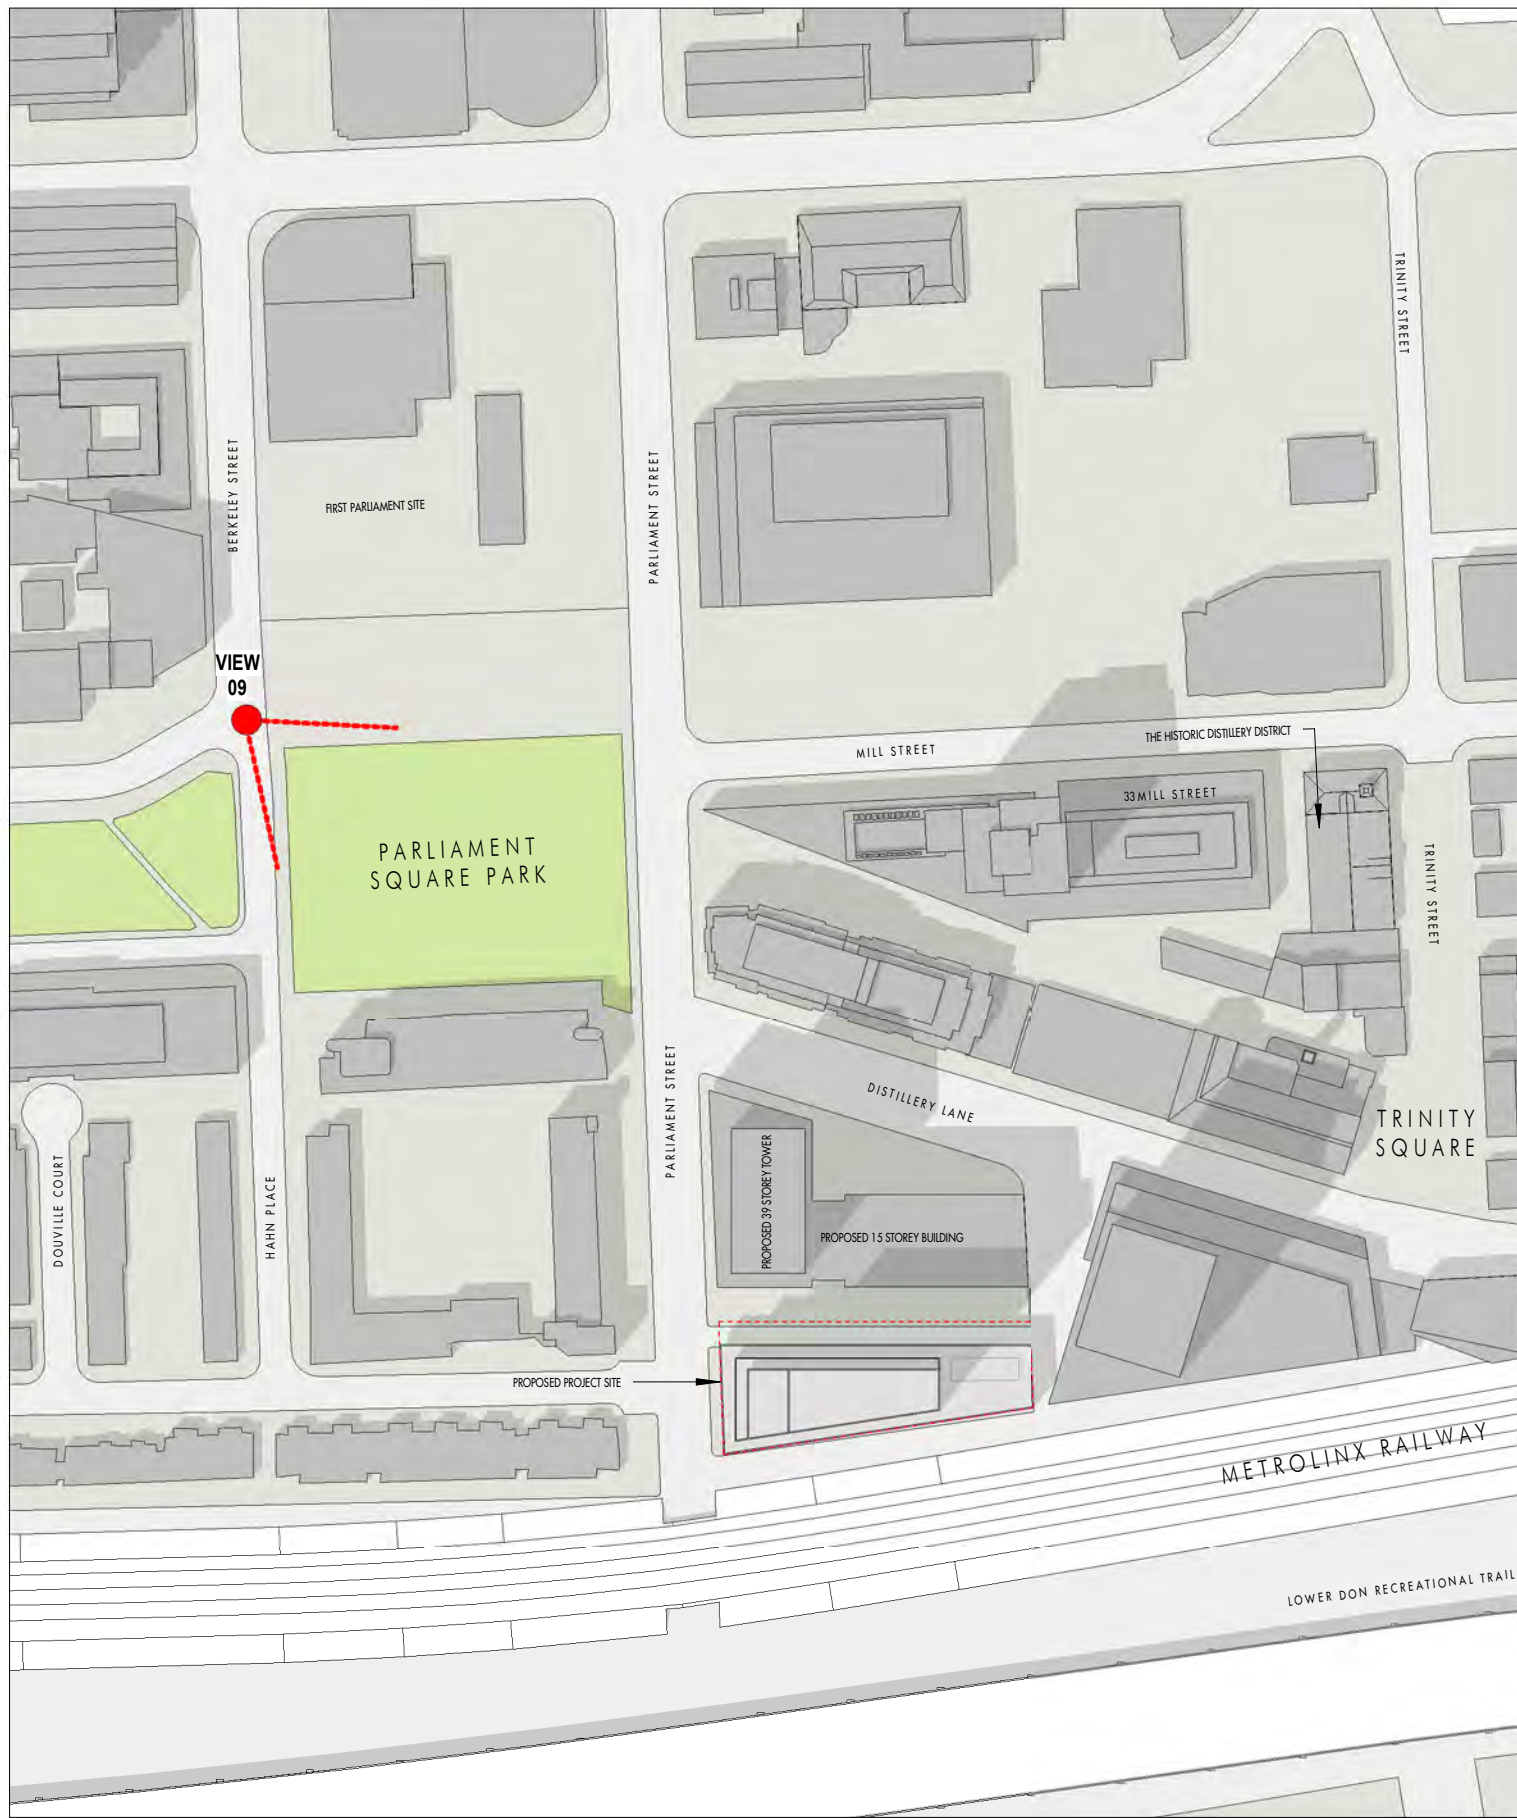 TRINITY STREET
BERKELEY STREET
PARLIAMENT STREET
FIRST PARLIAMENT SITE
VIEW
09
MILL STREET
THE HISTORIC DISTILLERY DISTRICT
33 MILL STREET
PARLIAMENT
SQUARE PARK
TRINITY STREET
PARLIAMENT STREET
DISTILLERY LANE
TRINITY
SQUARE
DOUVILLE COURT
HAHN PLACE
PROPOSED 39 STOREY TOWER
PROPOSED 15 STOREY BUILDING
PROPOSED PROJECT SITE
METROLINX RAILWAY
LOWER DON RECREATIONAL TRAIL